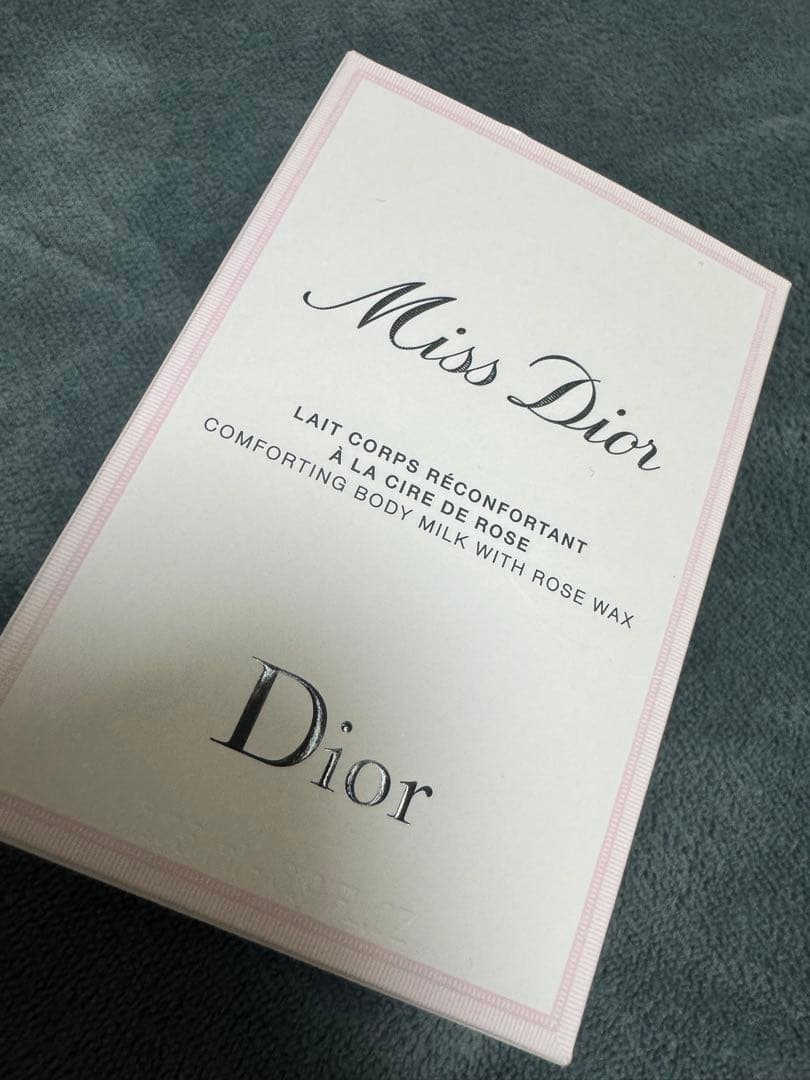 Miss Dior
LAIT CORPS RÉCONFORTANT
À LA CIRE DE ROSE
COMFORTING BODY MILK WITH ROSE WAX
Dior